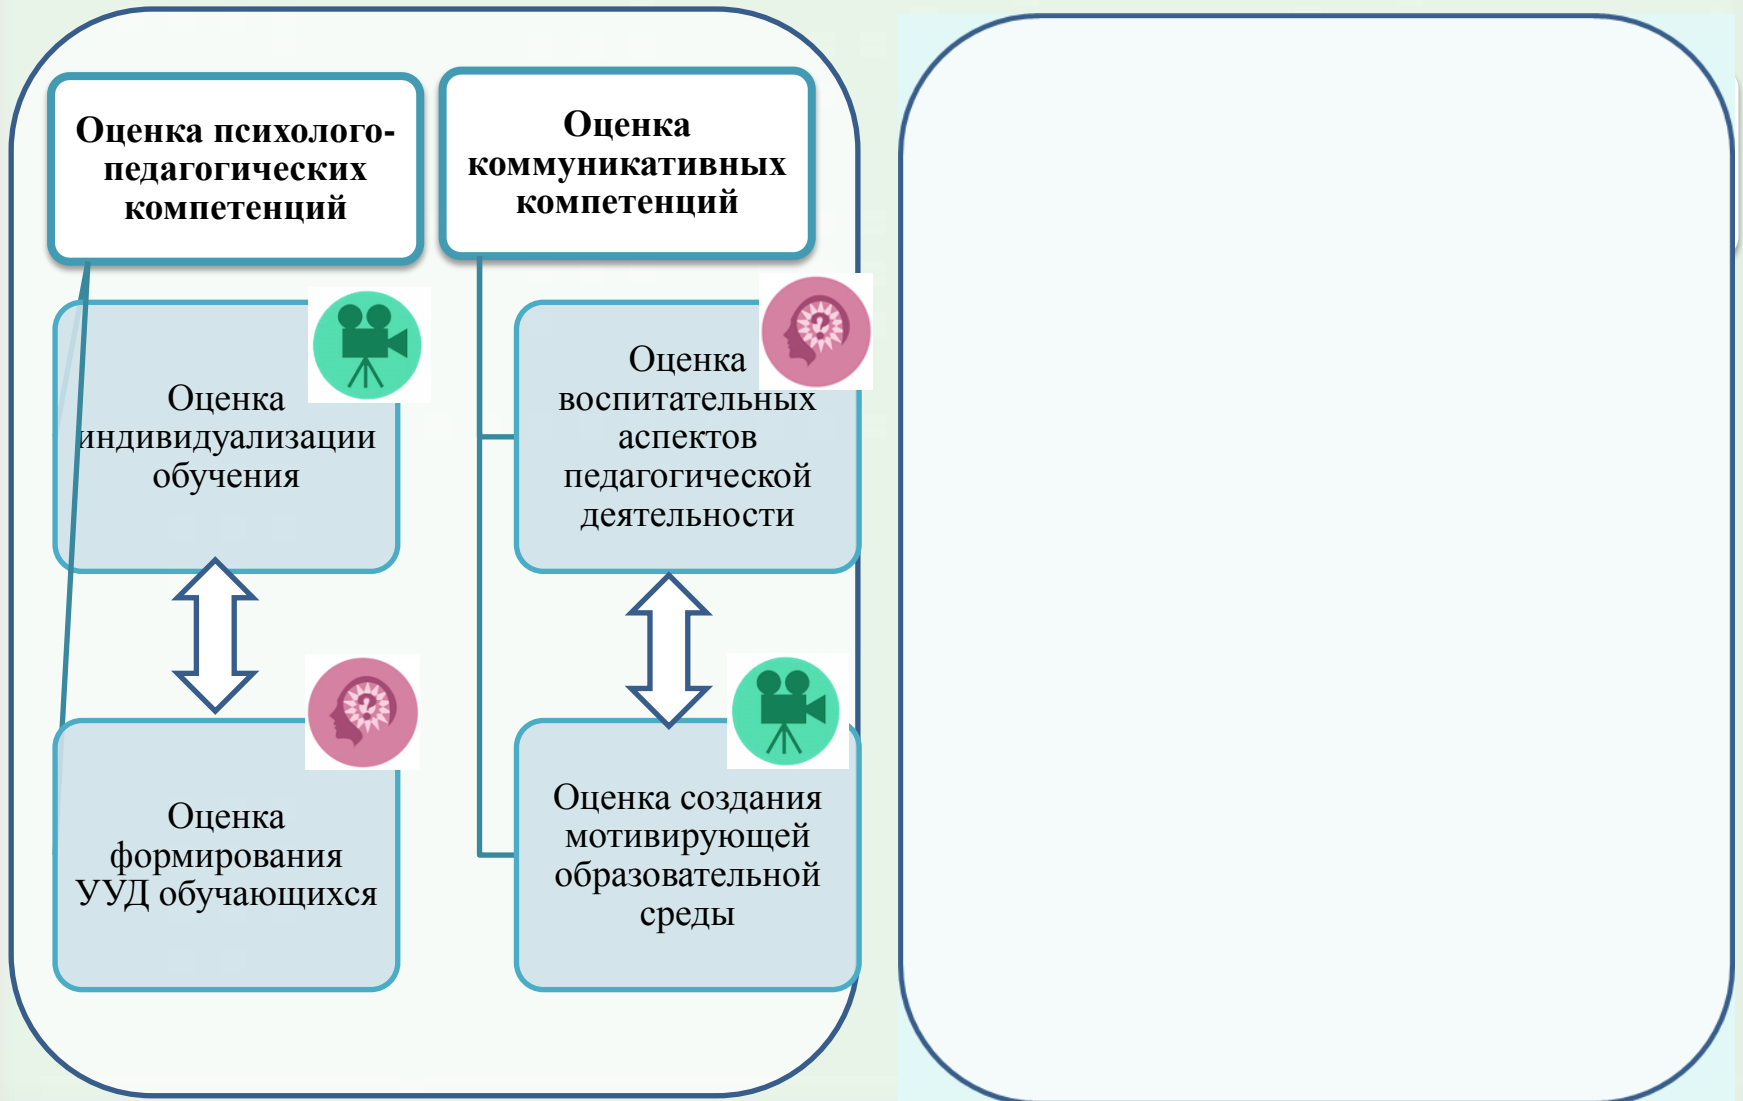 Оценка психолого-
педагогических
компетенций
Оценка
коммуникативных
компетенций
Оценка
индивидуализации
обучения
Оценка
воспитательных
аспектов
педагогической
деятельности
Оценка
формирования
УУД обучающихся
Оценка создания
мотивирующей
образовательной
среды